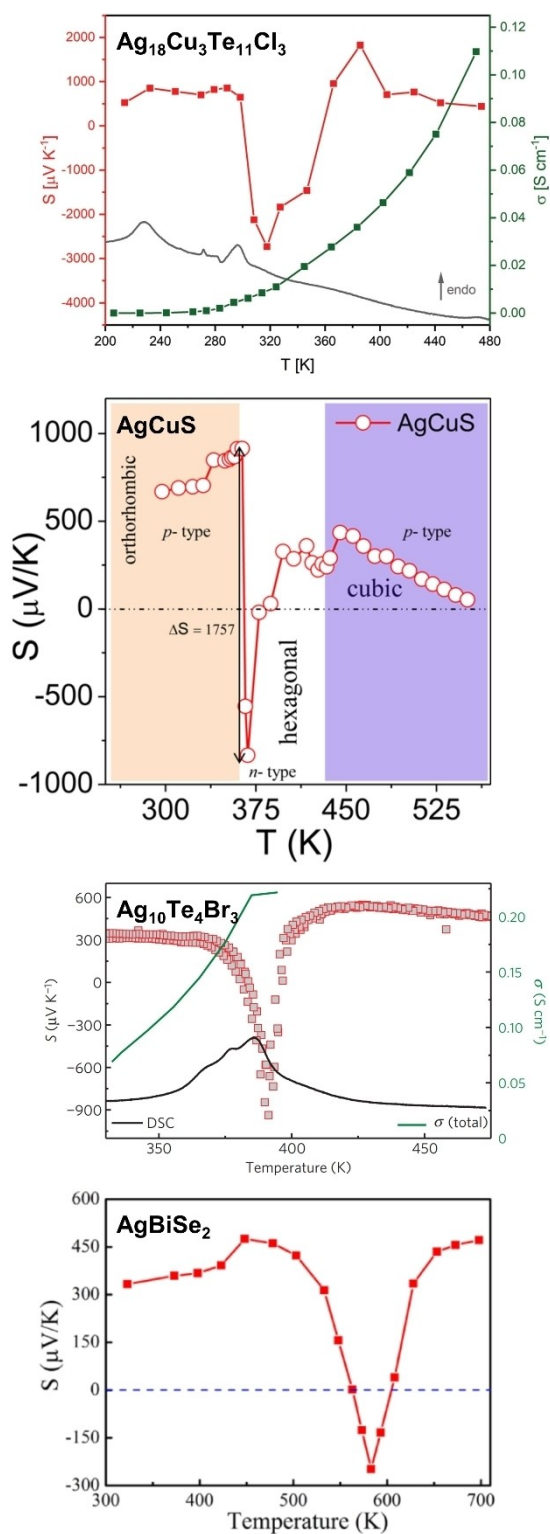 Ag₁₈Cu₃Te₁₁Cl₃
2000
1000
0
-1000
-2000
-3000
-4000
S [µV K⁻¹]
0.12
0.10
0.08
0.06
0.04
0.02
0.00
σ [S cm⁻¹]
endo
200 240 280 320 360 400 440 480
T [K]
AgCuS
AgCuS
orthorhombic
p- type
ΔS = 1757
hexagonal
n- type
p- type
cubic
1000
500
0
-500
-1000
S (µV/K)
300 375 450 525
T (K)
Ag₁₀Te₄Br₃
600
300
0
−300
−600
−900
S (µV K⁻¹)
0.20
0.15
0.10
0.05
0
σ (S cm⁻¹)
DSC
σ (total)
350 400 450
Temperature (K)
AgBiSe₂
600
450
300
150
0
-150
-300
S (µV/K)
300 400 500 600 700
Temperature (K)